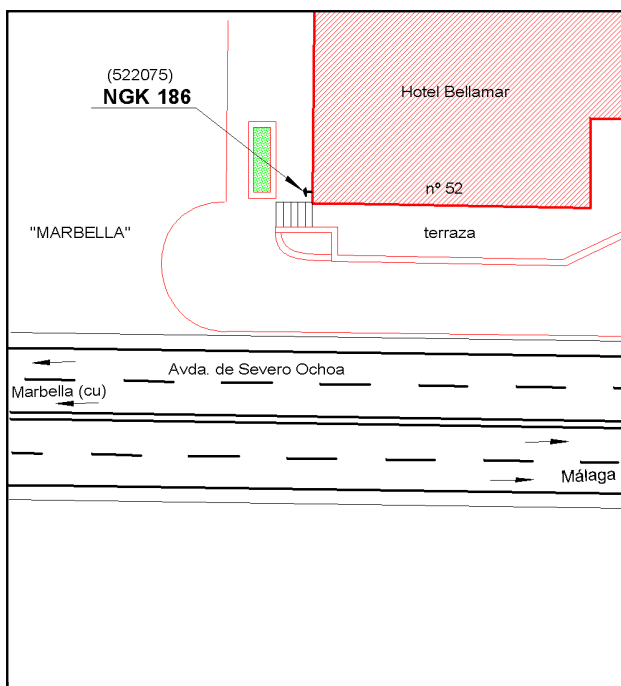 (522075)
NGK 186
Hotel Bellamar
nº 52
"MARBELLA"
terraza
Avda. de Severo Ochoa
Marbella (cu)
Málaga